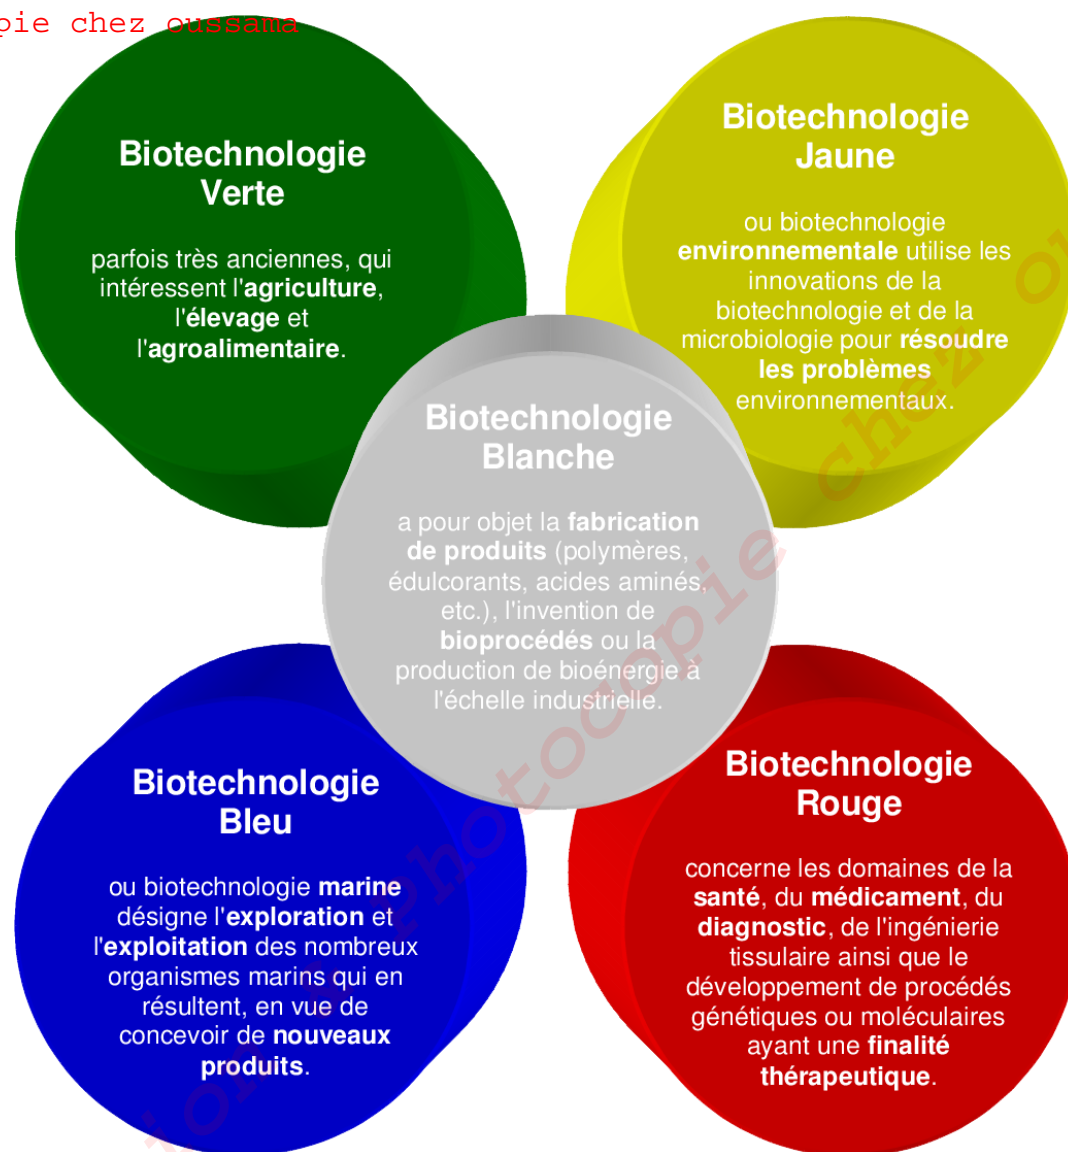 pie chez oussama
Biotechnologie
Verte
parfois très anciennes, qui
intéressent l'agriculture,
l'élevage et
l'agroalimentaire.
Biotechnologie
Jaune
ou biotechnologie
environnementale utilise les
innovations de la
biotechnologie et de la
microbiologie pour résoudre
les problèmes
environnementaux.
Biotechnologie
Blanche
a pour objet la fabrication
de produits (polymères,
édulcorants, acides aminés,
etc.), l'invention de
bioprocédés ou la
production de bioénergie à
l'échelle industrielle.
Biotechnologie
Bleu
ou biotechnologie marine
désigne l'exploration et
l'exploitation des nombreux
organismes marins qui en
résultent, en vue de
concevoir de nouveaux
produits.
Biotechnologie
Rouge
concerne les domaines de la
santé, du médicament, du
diagnostic, de l'ingénierie
tissulaire ainsi que le
développement de procédés
génétiques ou moléculaires
ayant une finalité
thérapeutique.
photocopie chez